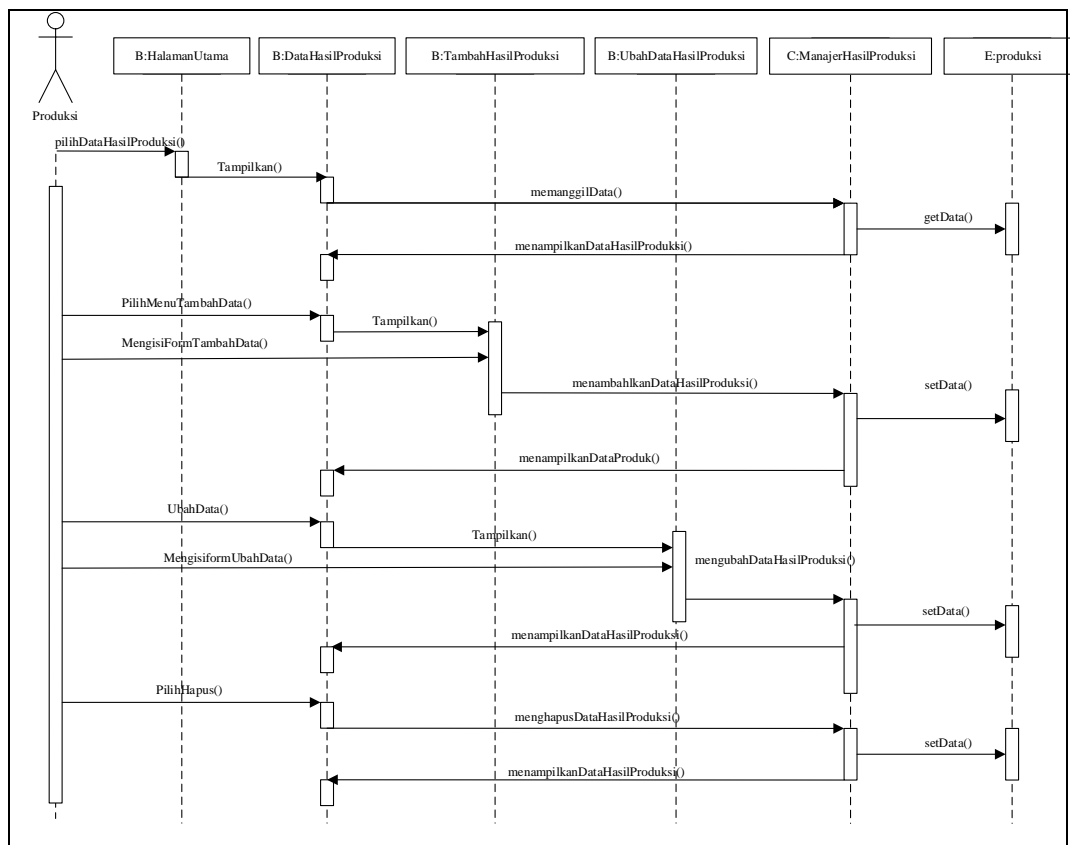 B:HalamanUtama
B:DataHasilProduksi
B:TambahHasilProduksi
B:UbahDataHasilProduksi
C:ManajerHasilProduksi
E:produksi
Produksi
pilihDataHasilProduksi()
Tampilkan()
memanggilData()
getData()
menampilkanDataHasilProduksi()
PilihMenuTambahData()
Tampilkan()
MengisiFormTambahData()
menambahlkanDataHasilProduksi()
setData()
menampilkanDataProduk()
UbahData()
Tampilkan()
MengisiformUbahData()
mengubahDataHasilProduksi()
setData()
menampilkanDataHasilProduksi()
PilihHapus()
menghapusDataHasilProduksi()
setData()
menampilkanDataHasilProduksi()